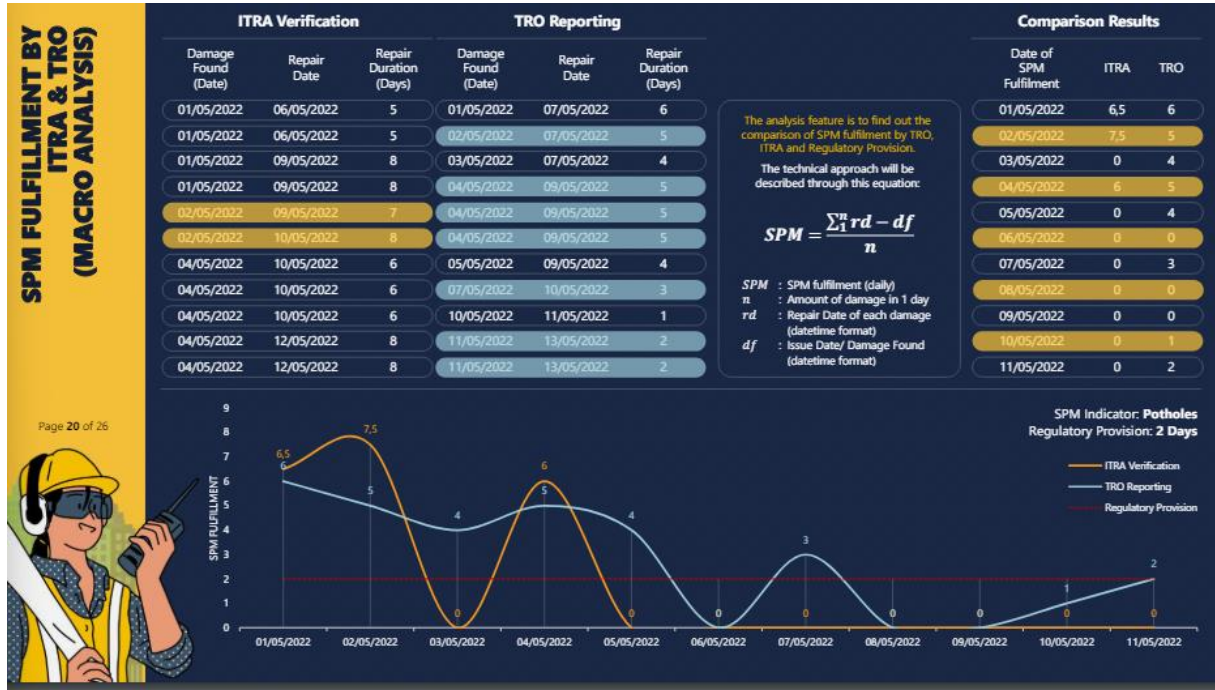 SPM FULFILLMENT BY
ITRA & TRO
(MACRO ANALYSIS)
Page 20 of 26
ITRA Verification TRO Reporting
Damage Found (Date) Repair Date Repair Duration (Days) Damage Found (Date) Repair Date Repair Duration (Days)
01/05/2022 06/05/2022 5 01/05/2022 07/05/2022 6
01/05/2022 06/05/2022 5 02/05/2022 07/05/2022 5
01/05/2022 09/05/2022 8 03/05/2022 07/05/2022 4
01/05/2022 09/05/2022 8 04/05/2022 09/05/2022 5
02/05/2022 09/05/2022 7 04/05/2022 09/05/2022 5
02/05/2022 10/05/2022 8 04/05/2022 09/05/2022 5
04/05/2022 10/05/2022 6 05/05/2022 09/05/2022 4
04/05/2022 10/05/2022 6 07/05/2022 10/05/2022 3
04/05/2022 10/05/2022 6 10/05/2022 11/05/2022 1
04/05/2022 12/05/2022 8 11/05/2022 13/05/2022 2
04/05/2022 12/05/2022 8 11/05/2022 13/05/2022 2
The analysis feature is to find out the
comparison of SPM fulfilment by TRO,
ITRA and Regulatory Provision.
The technical approach will be
described through this equation:
SPM = ∑₁ⁿ rd − df / n
SPM : SPM fulfilment (daily)
n : Amount of damage in 1 day
rd : Repair Date of each damage
(datetime format)
df : Issue Date/ Damage Found
(datetime format)
Comparison Results
Date of SPM Fulfilment ITRA TRO
01/05/2022 6,5 6
02/05/2022 7,5 5
03/05/2022 0 4
04/05/2022 6 5
05/05/2022 0 4
06/05/2022 0 0
07/05/2022 0 3
08/05/2022 0 0
09/05/2022 0 0
10/05/2022 0 1
11/05/2022 0 2
SPM Indicator: Potholes
Regulatory Provision: 2 Days
ITRA Verification
TRO Reporting
Regulatory Provision
SPM FULFILLMENT
9
8
7
6
5
4
3
2
1
0
6,5 7,5 0 6 0 0 0 0 0 0 0
6 5 4 5 4 0 3 0 0 1 2
01/05/2022 02/05/2022 03/05/2022 04/05/2022 05/05/2022 06/05/2022 07/05/2022 08/05/2022 09/05/2022 10/05/2022 11/05/2022